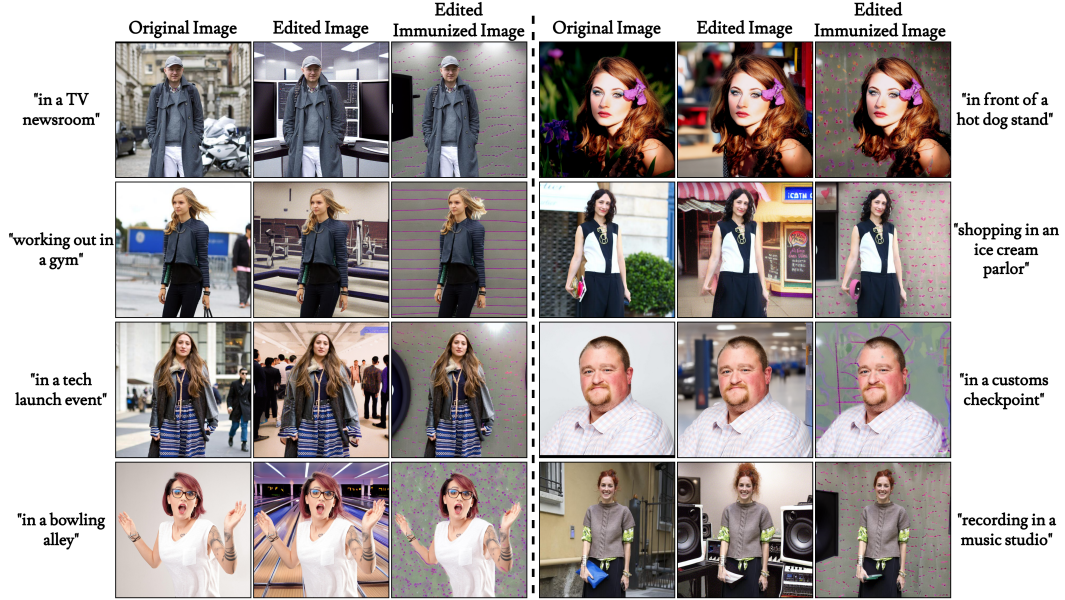 Original Image
Edited Image
Edited
Immunized Image
Original Image
Edited Image
Edited
Immunized Image
"in a TV
newsroom"
"in front of a
hot dog stand"
"working out in
a gym"
"shopping in an
ice cream
parlor"
"in a tech
launch event"
"in a customs
checkpoint"
"in a bowling
alley"
"recording in a
music studio"